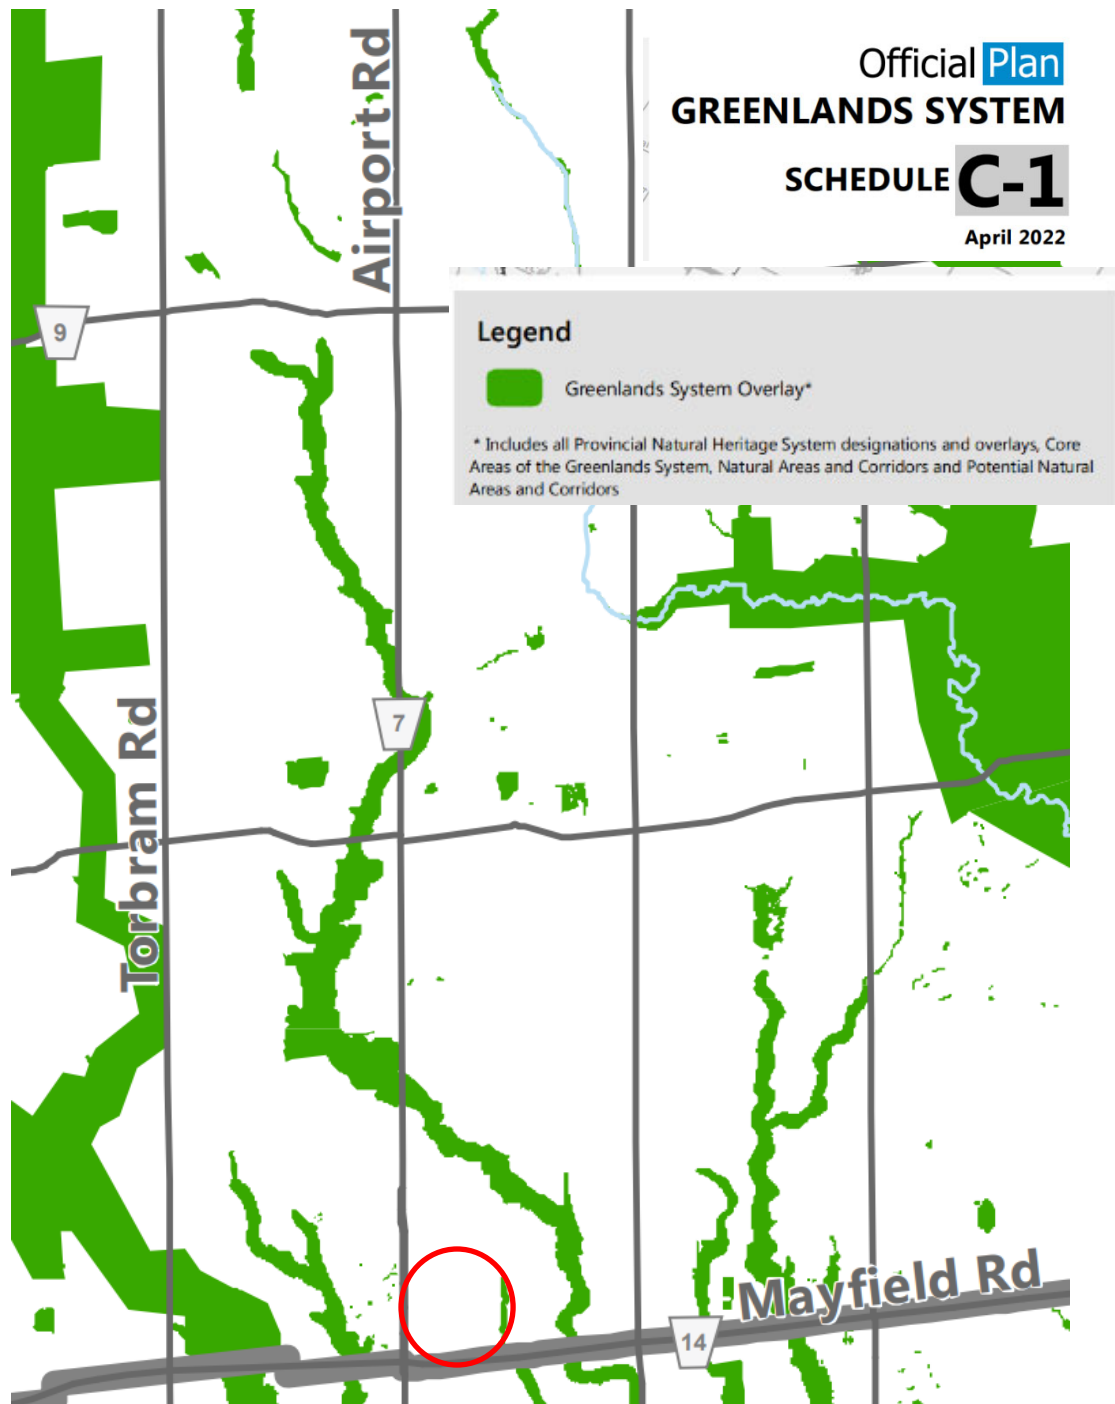 Official Plan
GREENLANDS SYSTEM
SCHEDULE C-1
April 2022
Airport Rd
9
Legend
Greenlands System Overlay*
* Includes all Provincial Natural Heritage System designations and overlays, Core
Areas of the Greenlands System, Natural Areas and Corridors and Potential Natural
Areas and Corridors
7
Torbram Rd
Mayfield Rd
14